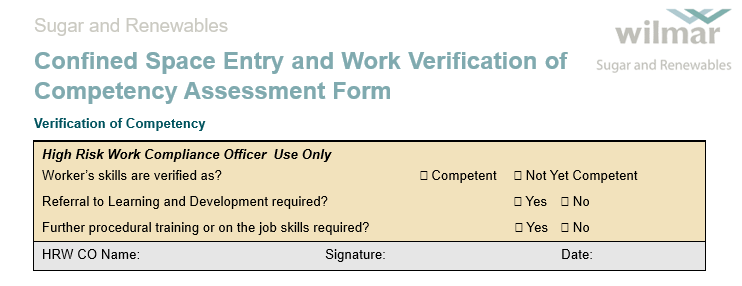 Sugar and Renewables
wilmar
Sugar and Renewables
Confined Space Entry and Work Verification of
Competency Assessment Form
Verification of Competency
High Risk Work Compliance Officer Use Only
Worker's skills are verified as? □ Competent □ Not Yet Competent
Referral to Learning and Development required? □ Yes □ No
Further procedural training or on the job skills required? □ Yes □ No
HRW CO Name: Signature: Date: